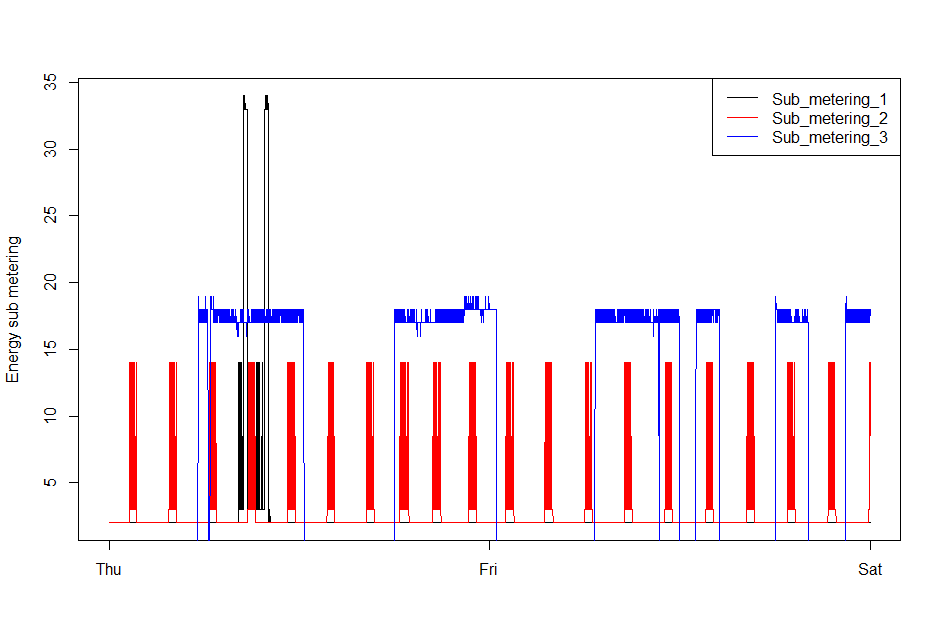 35
30
25
20
15
10
5
Energy sub metering
Sub_metering_1
Sub_metering_2
Sub_metering_3
Thu
Fri
Sat